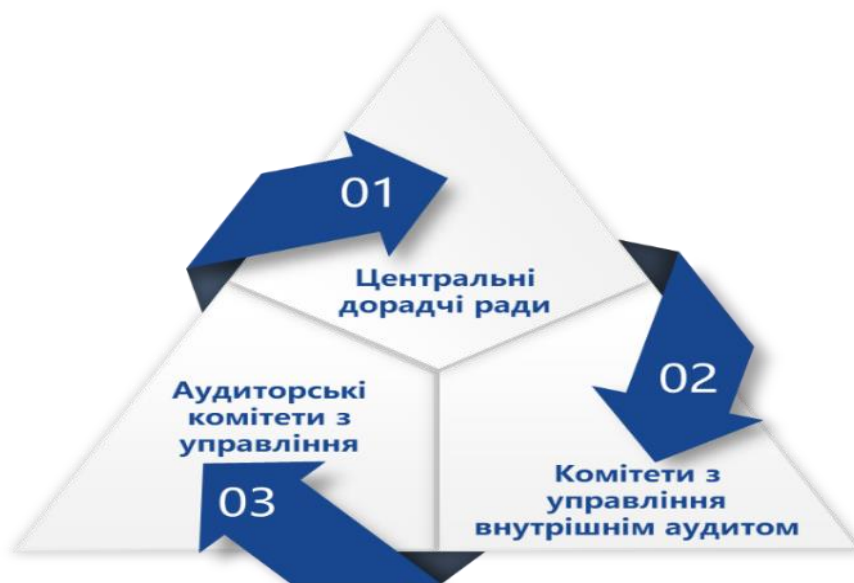 01
Центральні
дорадчі ради
02
Комітети з
управління
внутрішнім аудитом
Аудиторські
комітети з
управління
03